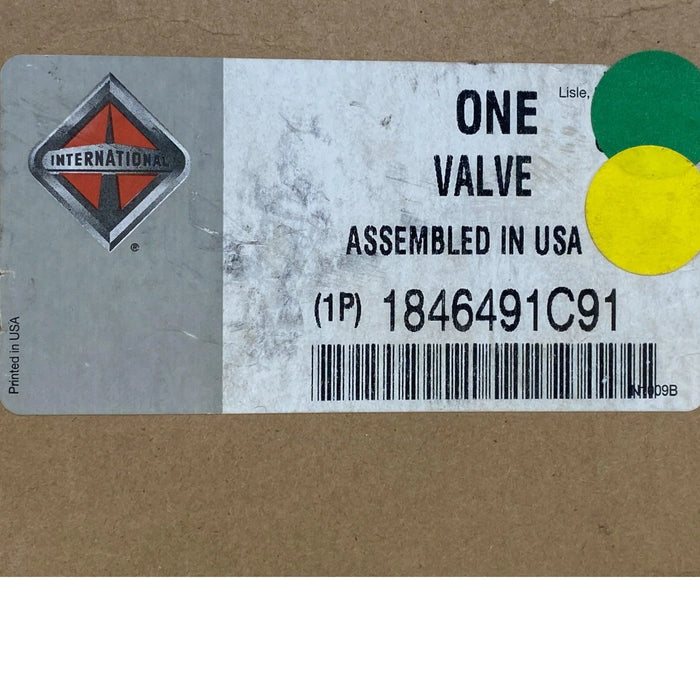 INTERNATIONAL
®
Lisle,
ONE
VALVE
ASSEMBLED IN USA
(1P) 1846491C91
Printed in USA